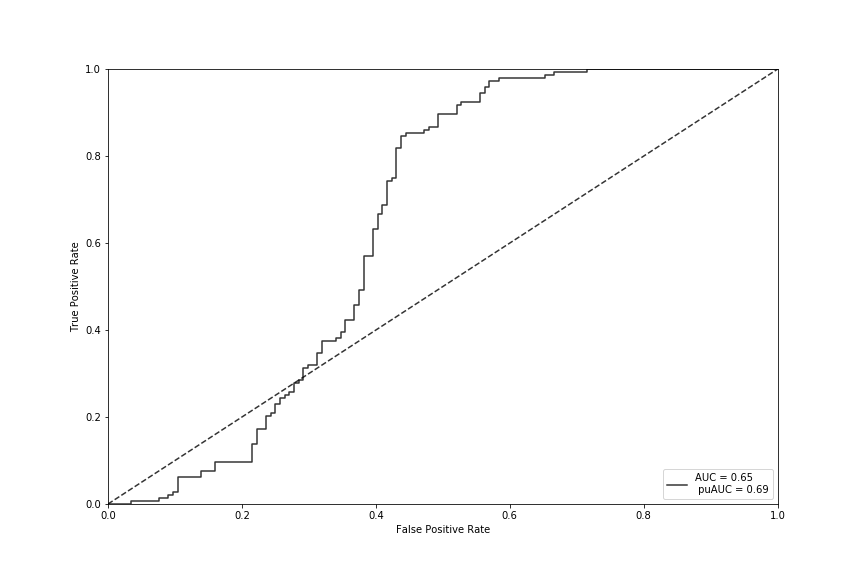 1.0
0.8
0.6
0.4
0.2
0.0
True Positive Rate
0.0 0.2 0.4 0.6 0.8 1.0
False Positive Rate
AUC = 0.65
puAUC = 0.69